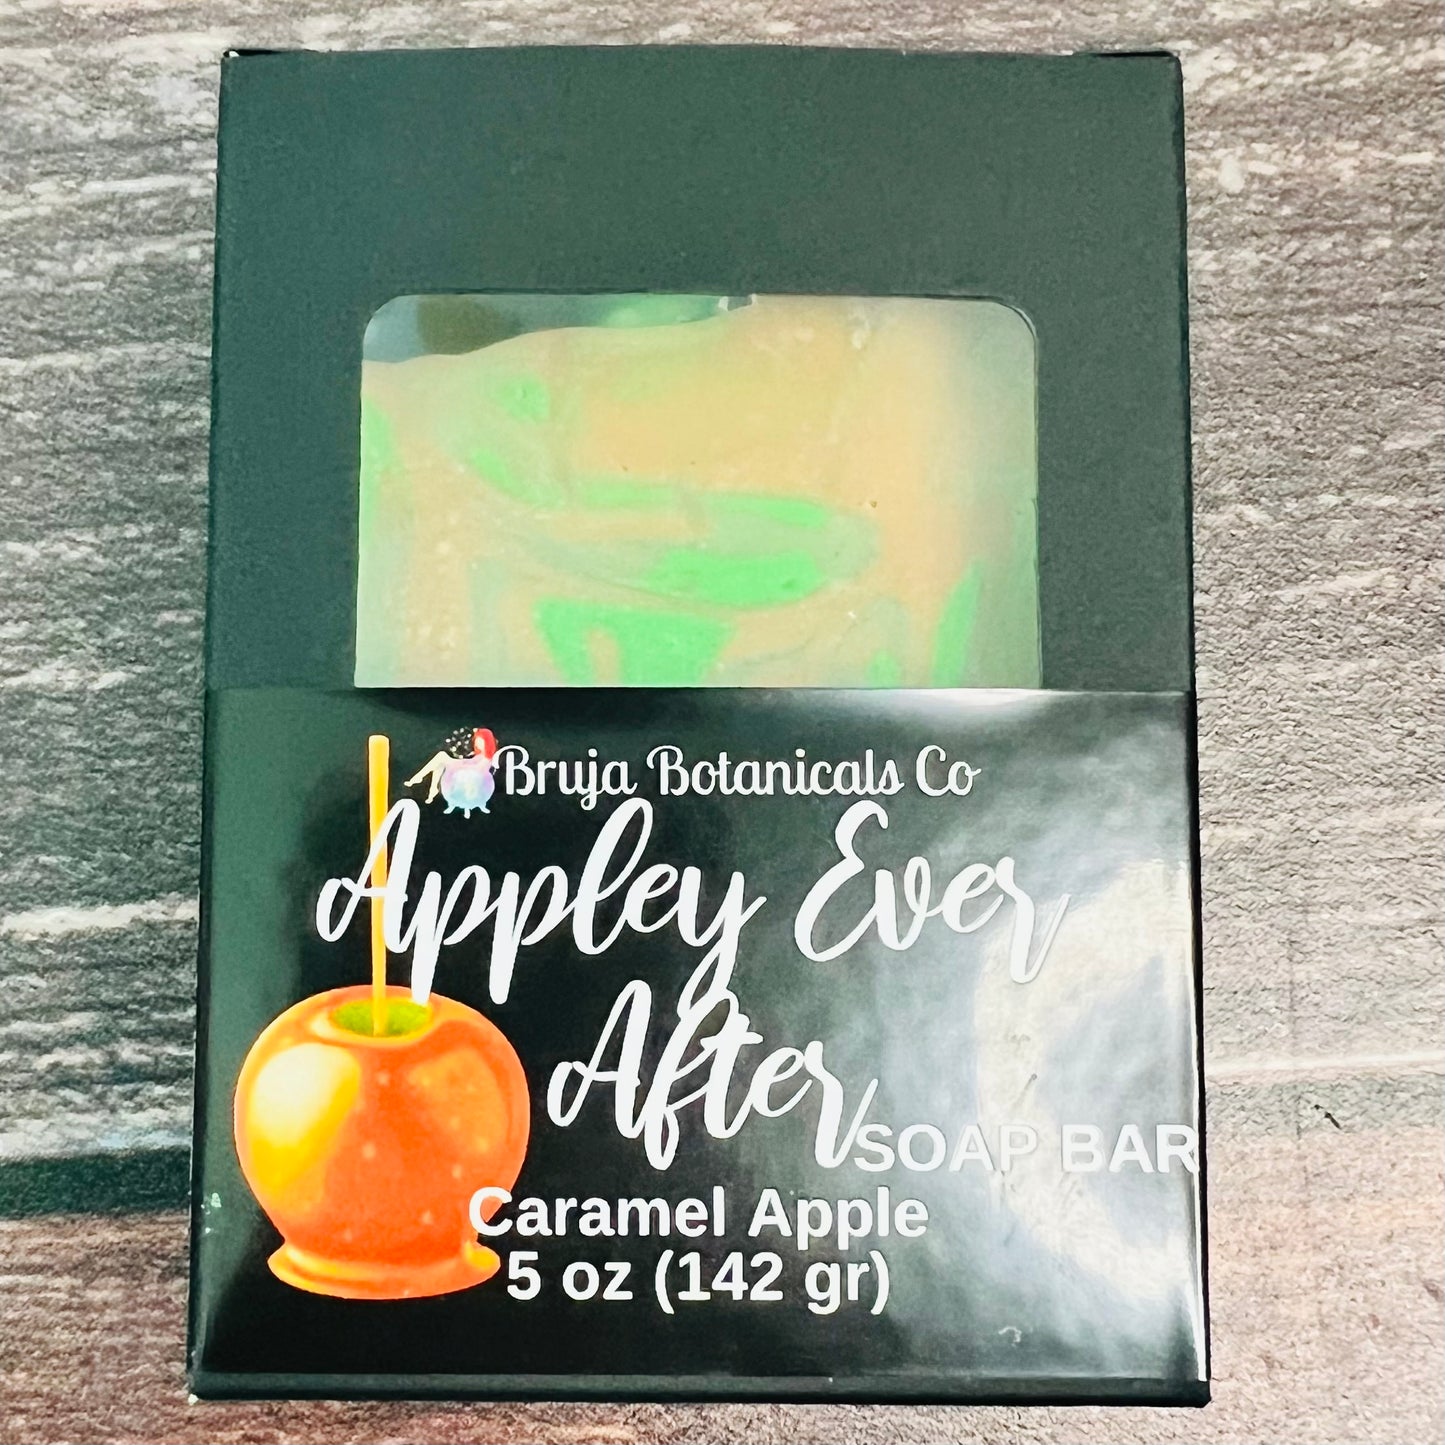 Bruja Botanicals Co
Appley Ever
After
SOAP BAR
Caramel Apple
5 oz (142 gr)